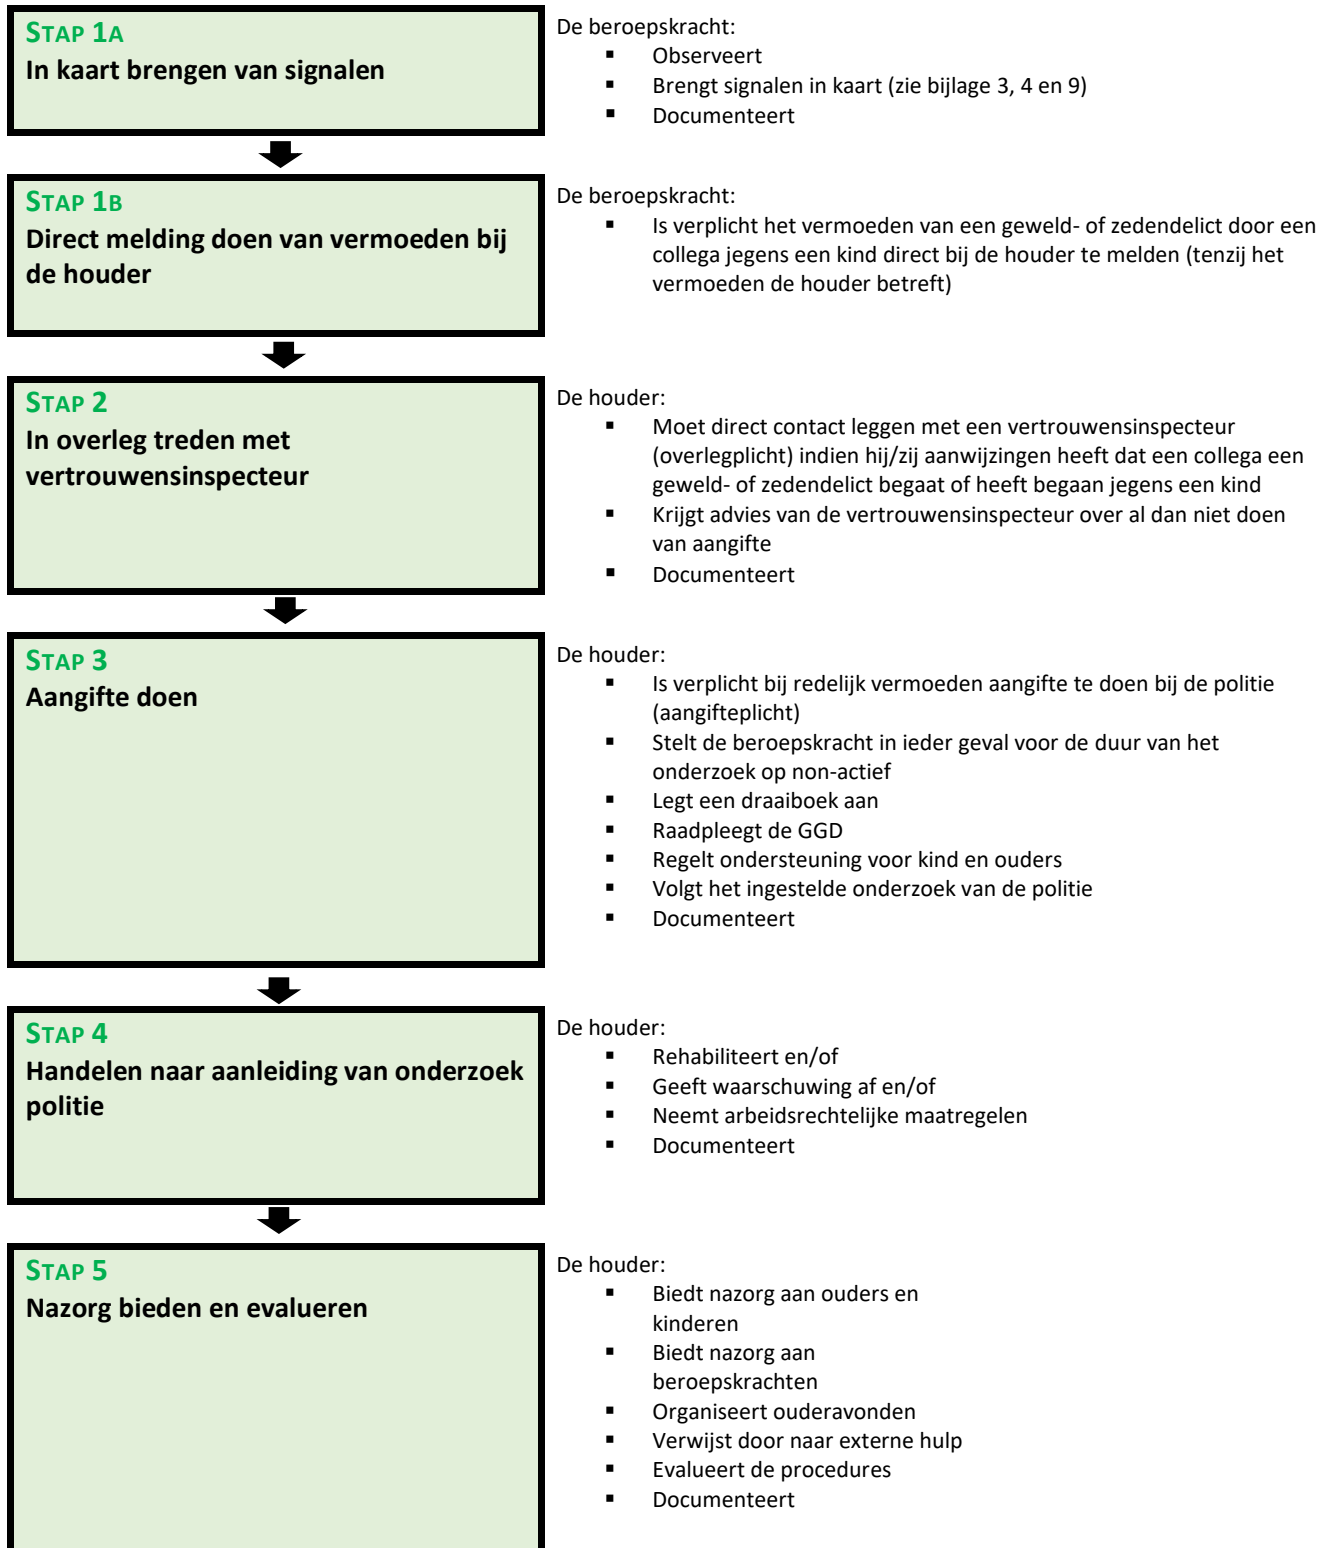 STAP 1A
In kaart brengen van signalen
De beroepskracht:
▪ Observeert
▪ Brengt signalen in kaart (zie bijlage 3, 4 en 9)
▪ Documenteert
STAP 1B
Direct melding doen van vermoeden bij
de houder
De beroepskracht:
▪ Is verplicht het vermoeden van een geweld- of zedendelict door een
collega jegens een kind direct bij de houder te melden (tenzij het
vermoeden de houder betreft)
STAP 2
In overleg treden met
vertrouwensinspecteur
De houder:
▪ Moet direct contact leggen met een vertrouwensinspecteur
(overlegplicht) indien hij/zij aanwijzingen heeft dat een collega een
geweld- of zedendelict begaat of heeft begaan jegens een kind
▪ Krijgt advies van de vertrouwensinspecteur over al dan niet doen
van aangifte
▪ Documenteert
STAP 3
Aangifte doen
De houder:
▪ Is verplicht bij redelijk vermoeden aangifte te doen bij de politie
(aangifteplicht)
▪ Stelt de beroepskracht in ieder geval voor de duur van het
onderzoek op non-actief
▪ Legt een draaiboek aan
▪ Raadpleegt de GGD
▪ Regelt ondersteuning voor kind en ouders
▪ Volgt het ingestelde onderzoek van de politie
▪ Documenteert
STAP 4
Handelen naar aanleiding van onderzoek
politie
De houder:
▪ Rehabiliteert en/of
▪ Geeft waarschuwing af en/of
▪ Neemt arbeidsrechtelijke maatregelen
▪ Documenteert
STAP 5
Nazorg bieden en evalueren
De houder:
▪ Biedt nazorg aan ouders en
kinderen
▪ Biedt nazorg aan
beroepskrachten
▪ Organiseert ouderavonden
▪ Verwijst door naar externe hulp
▪ Evalueert de procedures
▪ Documenteert